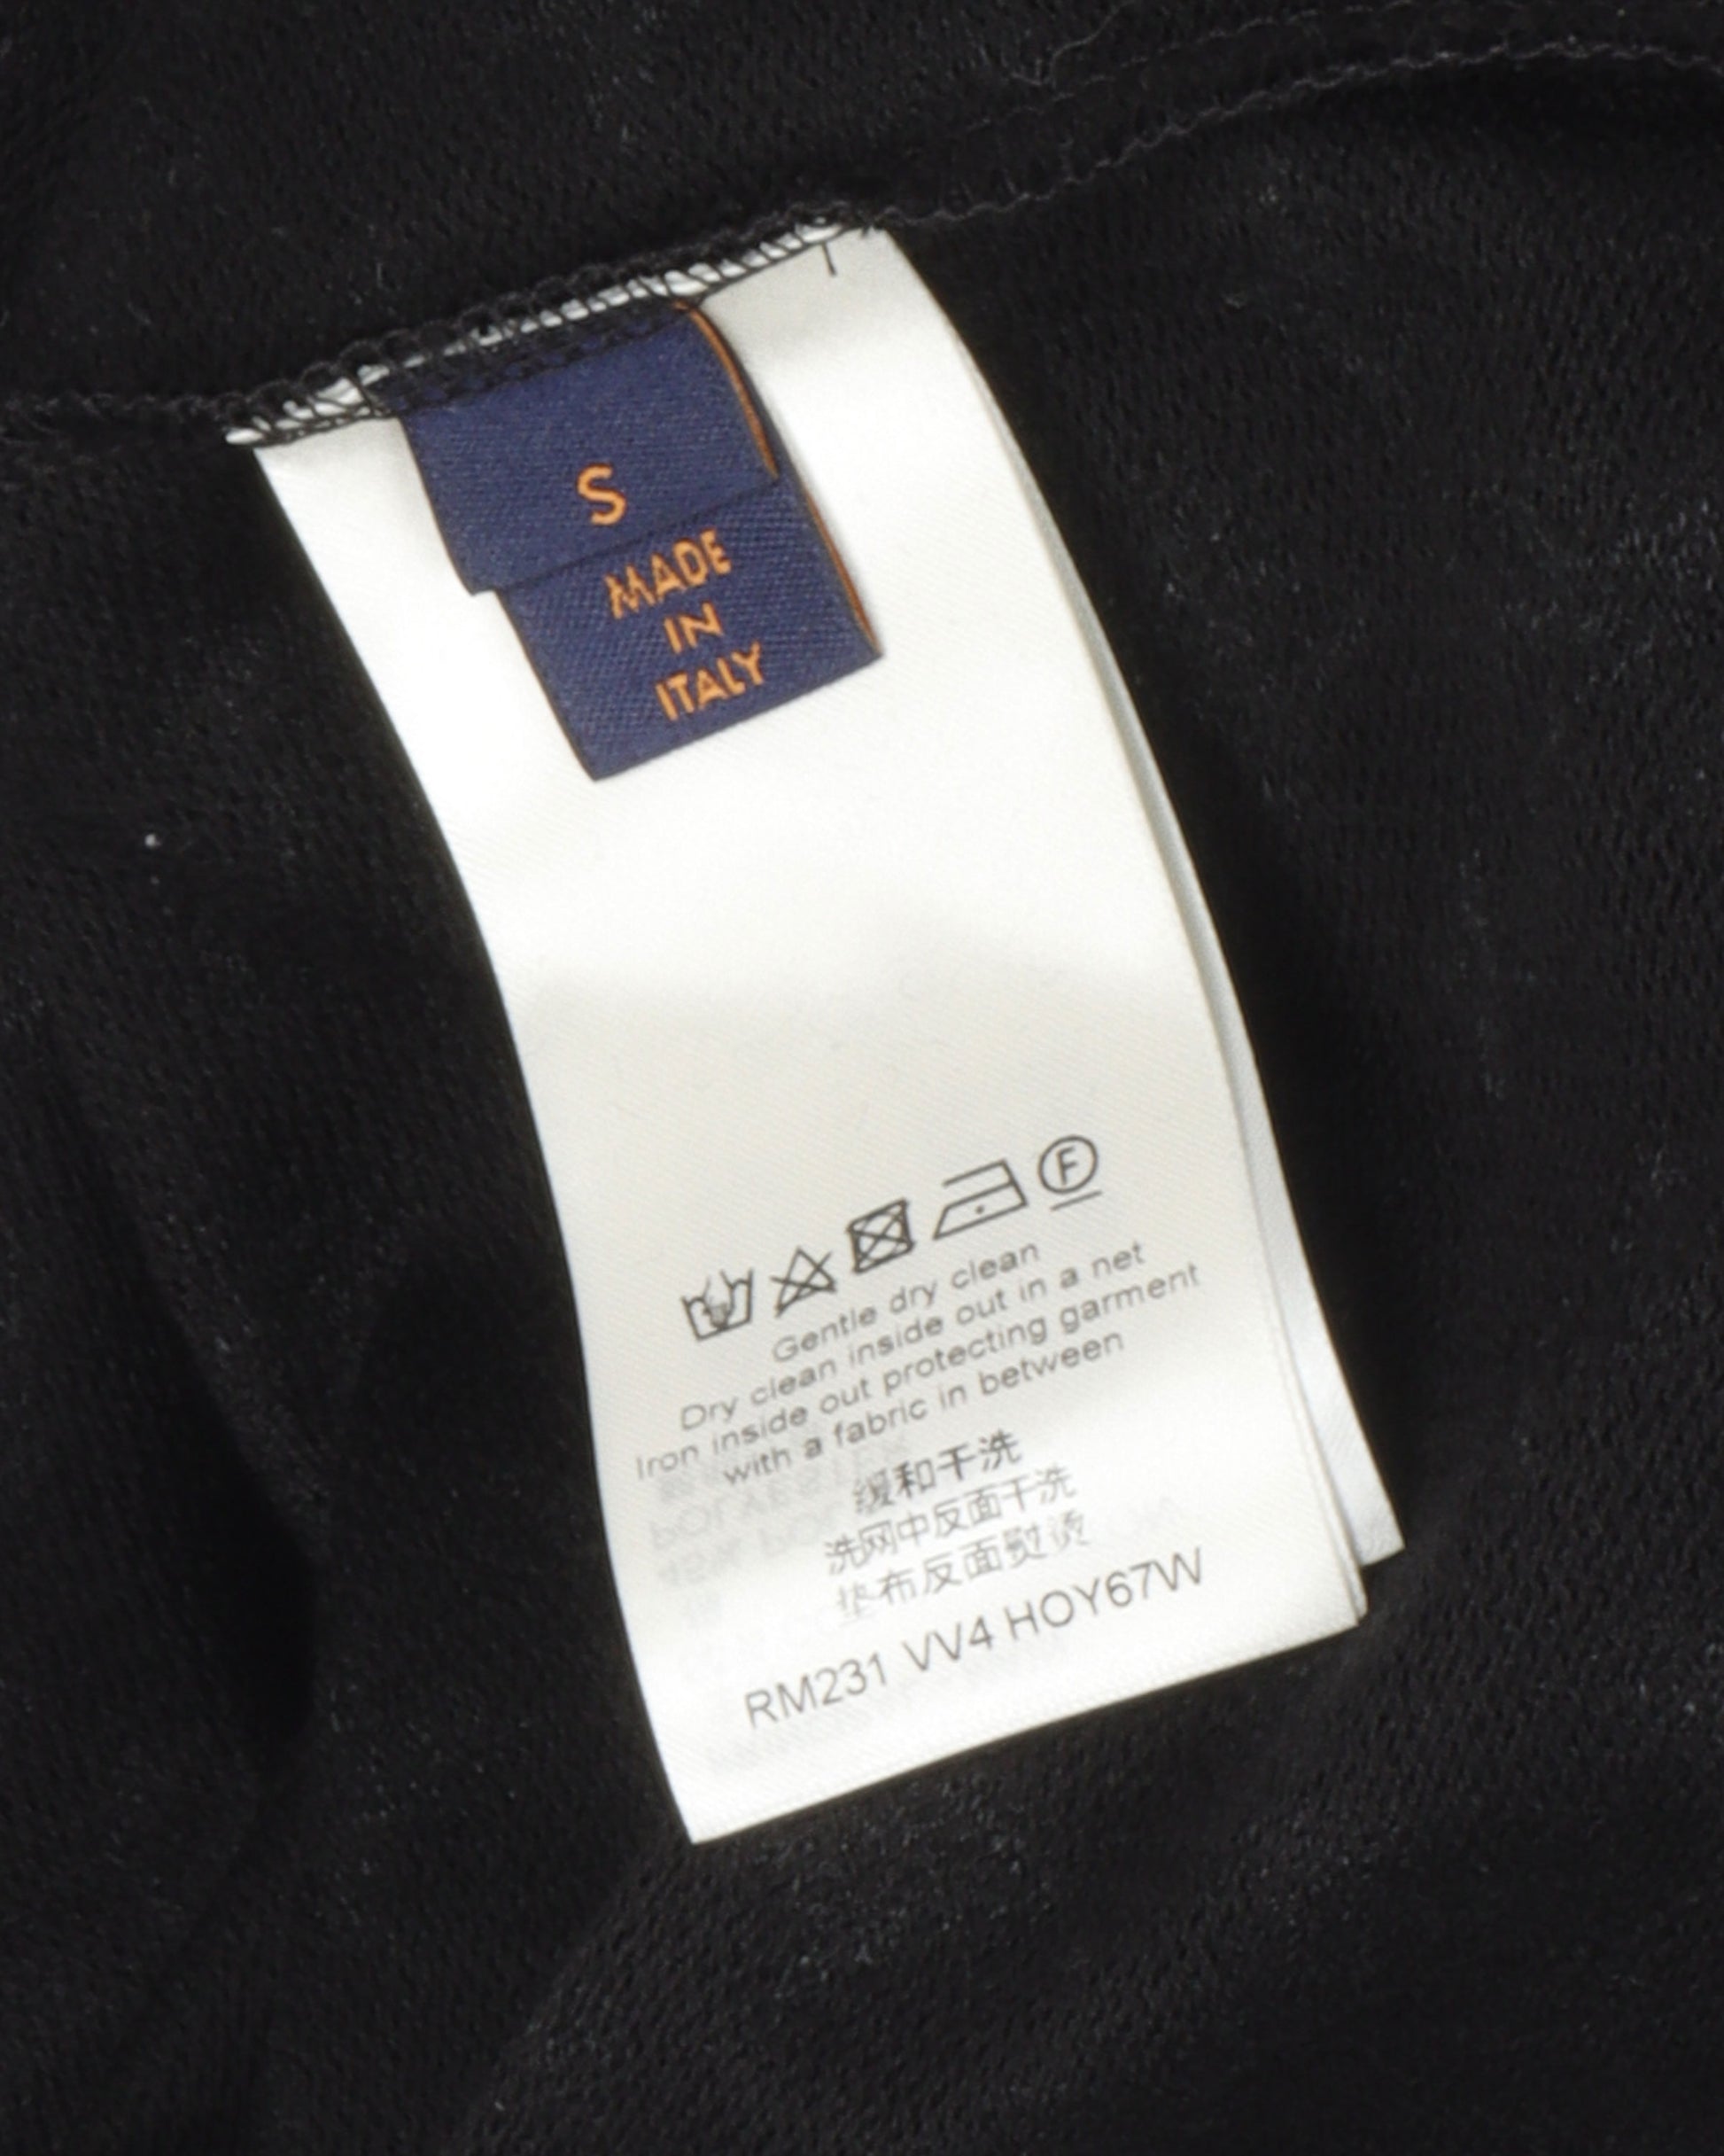 S
MADE
IN
ITALY
F
Gentle dry clean
Dry clean inside out in a net
Iron inside out protecting garment
with a fabric in between
缓和干洗
洗网中反面干洗
垫布反面熨烫
RM231 VV4 HOY67W